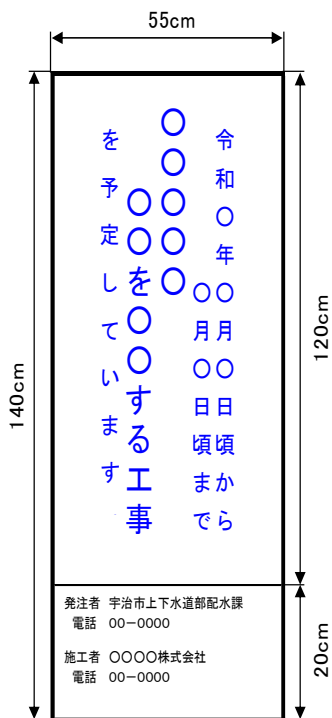 55cm
140cm
120cm
20cm
令和〇年〇月〇日頃から
〇月〇日頃まで
〇〇〇〇〇
〇〇を〇〇する工事
を予定しています
発注者 宇治市上下水道部配水課
電話 00-0000
施工者 〇〇〇〇株式会社
電話 00-0000